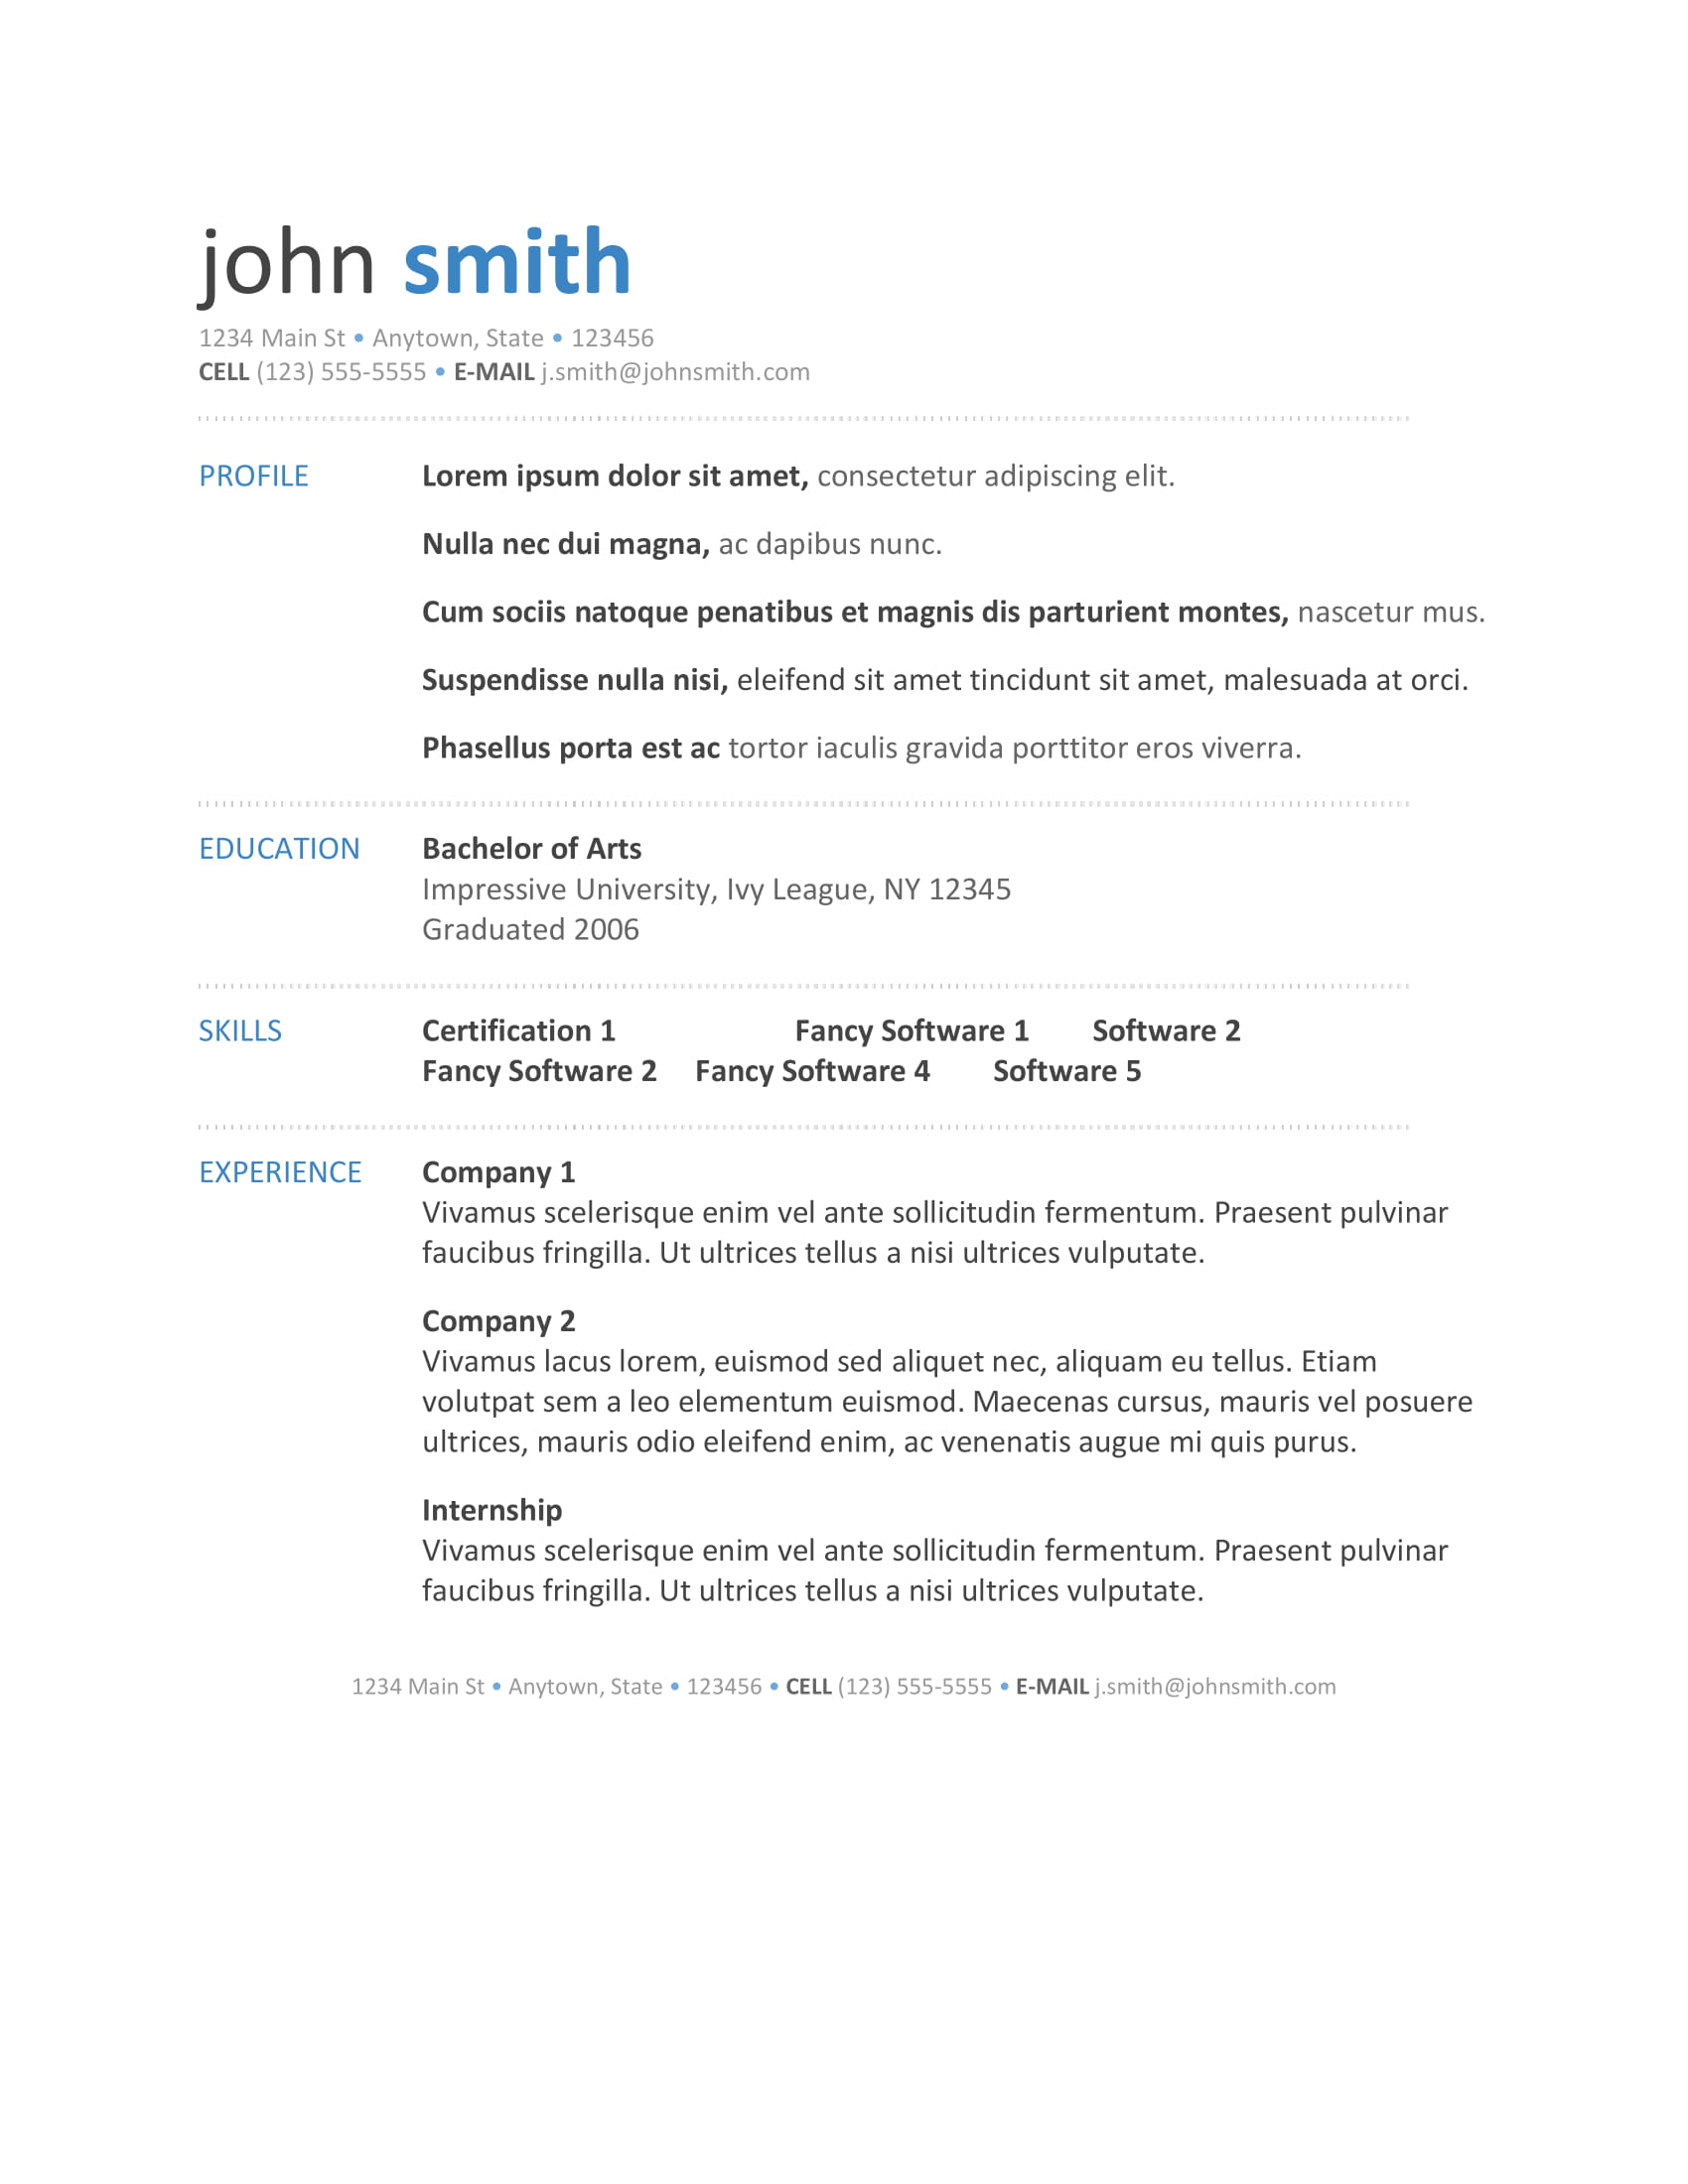 john smith
1234 Main St • Anytown, State • 123456
CELL (123) 555-5555 • E-MAIL j.smith@johnsmith.com
PROFILE
Lorem ipsum dolor sit amet, consectetur adipiscing elit.
Nulla nec dui magna, ac dapibus nunc.
Cum sociis natoque penatibus et magnis dis parturient montes, nascetur mus.
Suspendisse nulla nisi, eleifend sit amet tincidunt sit amet, malesuada at orci.
Phasellus porta est ac tortor iaculis gravida porttitor eros viverra.
EDUCATION
Bachelor of Arts
Impressive University, Ivy League, NY 12345
Graduated 2006
SKILLS
Certification 1 Fancy Software 1 Software 2
Fancy Software 2 Fancy Software 4 Software 5
EXPERIENCE
Company 1
Vivamus scelerisque enim vel ante sollicitudin fermentum. Praesent pulvinar
faucibus fringilla. Ut ultrices tellus a nisi ultrices vulputate.
Company 2
Vivamus lacus lorem, euismod sed aliquet nec, aliquam eu tellus. Etiam
volutpat sem a leo elementum euismod. Maecenas cursus, mauris vel posuere
ultrices, mauris odio eleifend enim, ac venenatis augue mi quis purus.
Internship
Vivamus scelerisque enim vel ante sollicitudin fermentum. Praesent pulvinar
faucibus fringilla. Ut ultrices tellus a nisi ultrices vulputate.
1234 Main St • Anytown, State • 123456 • CELL (123) 555-5555 • E-MAIL j.smith@johnsmith.com